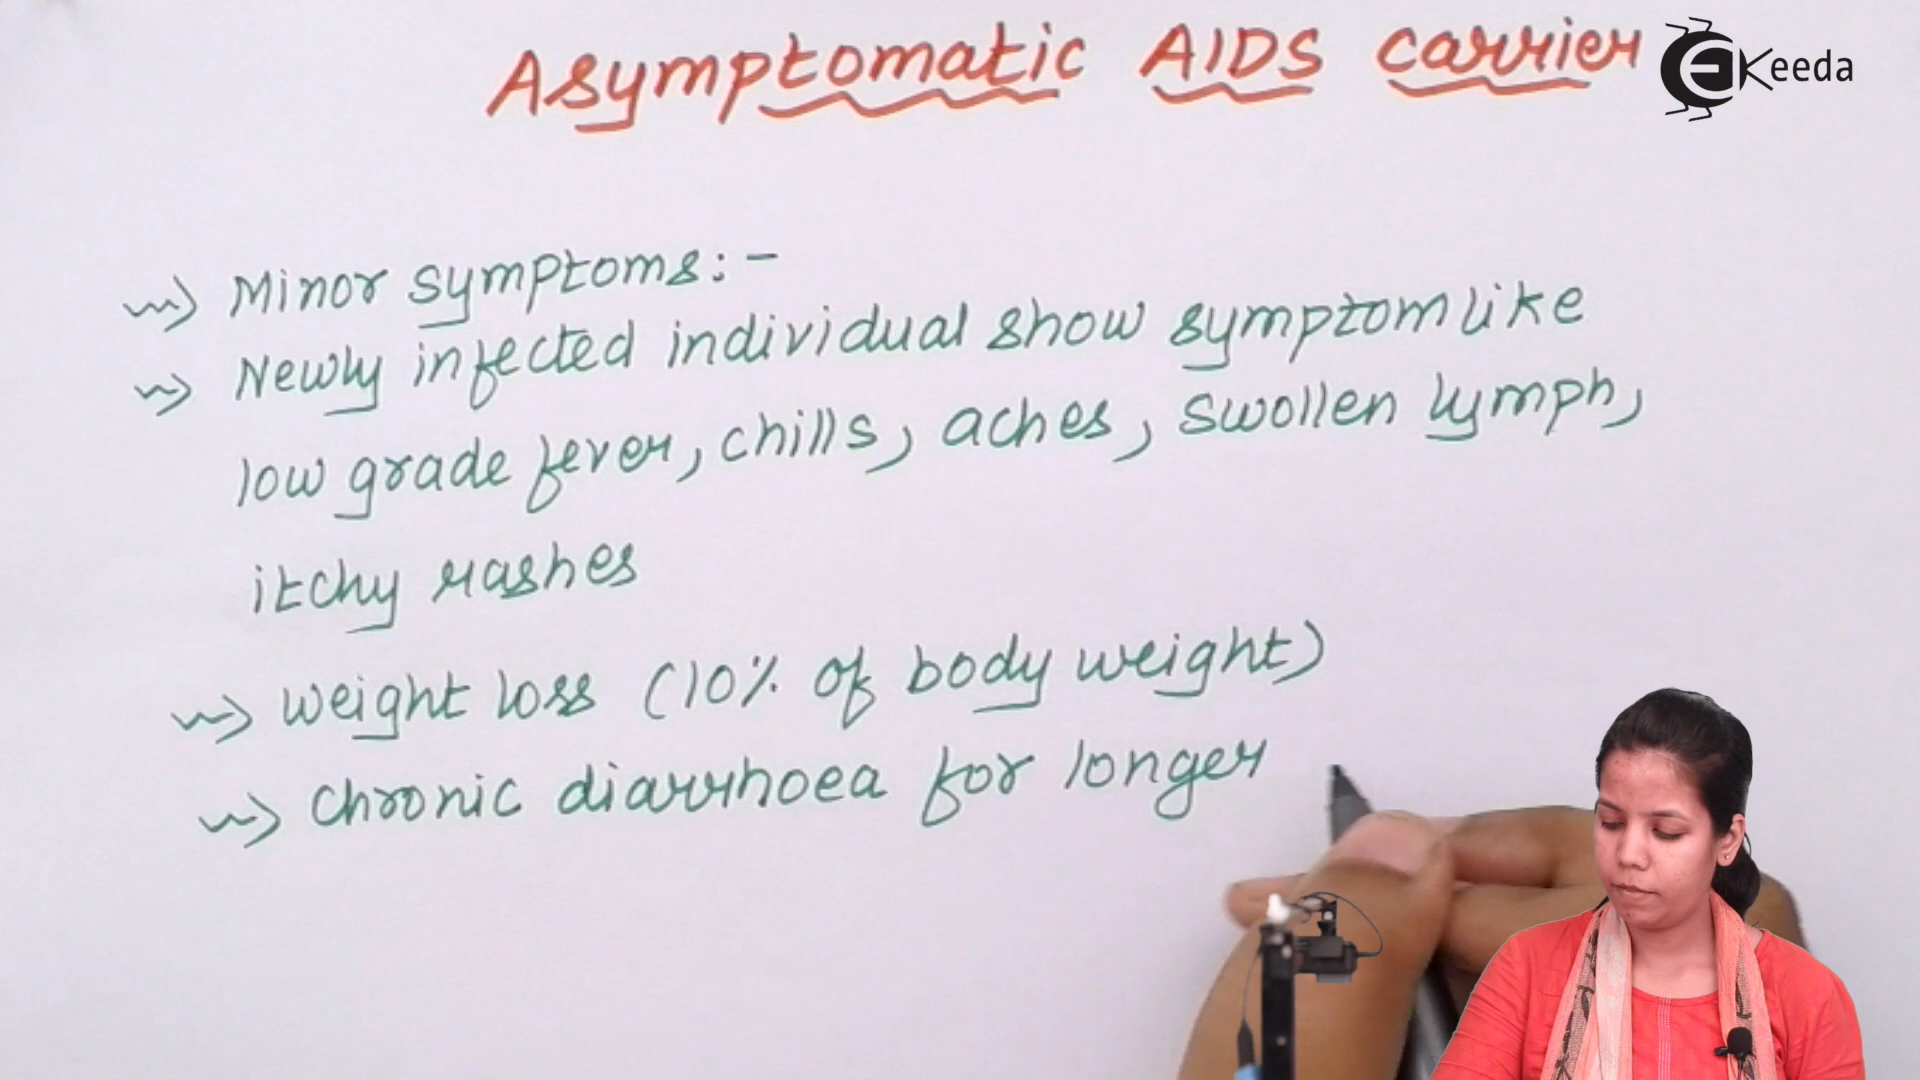 Asymptomatic AIDS carrier
EKeeda
Minor symptoms:-
Newly infected individual show symptom like
low grade fever, chills, aches, swollen lymph,
itchy rashes
weight loss (10% of body weight)
chronic diarrhoea for longer